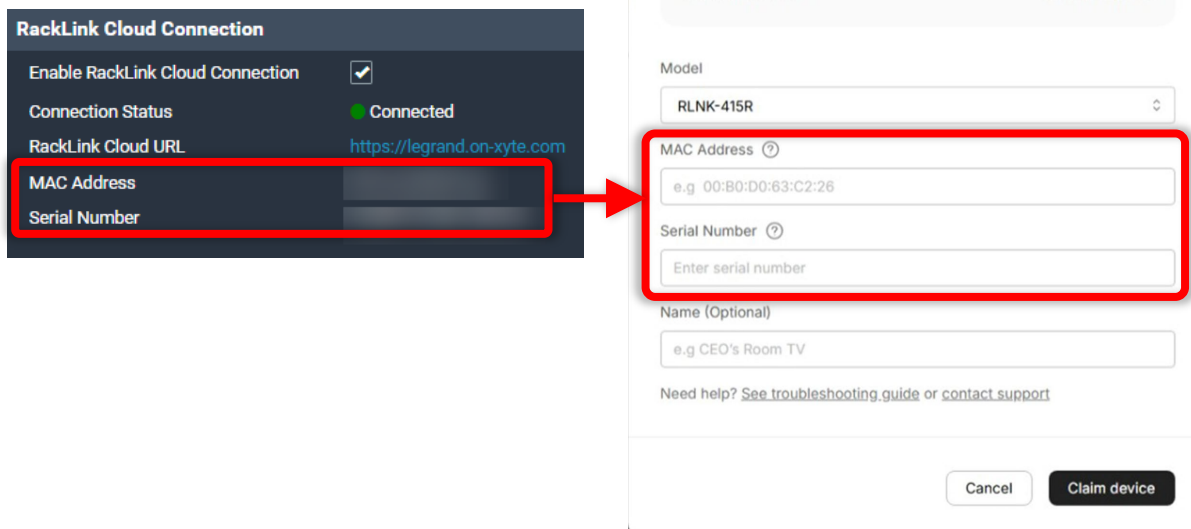 RackLink Cloud Connection
Enable RackLink Cloud Connection
Connection Status Connected
RackLink Cloud URL https://legrand.on-xyte.com
MAC Address
Serial Number
Model
RLNK-415R
MAC Address ?
e.g 00:B0:D0:63:C2:26
Serial Number ?
Enter serial number
Name (Optional)
e.g CEO's Room TV
Need help? See troubleshooting guide or contact support
Cancel Claim device